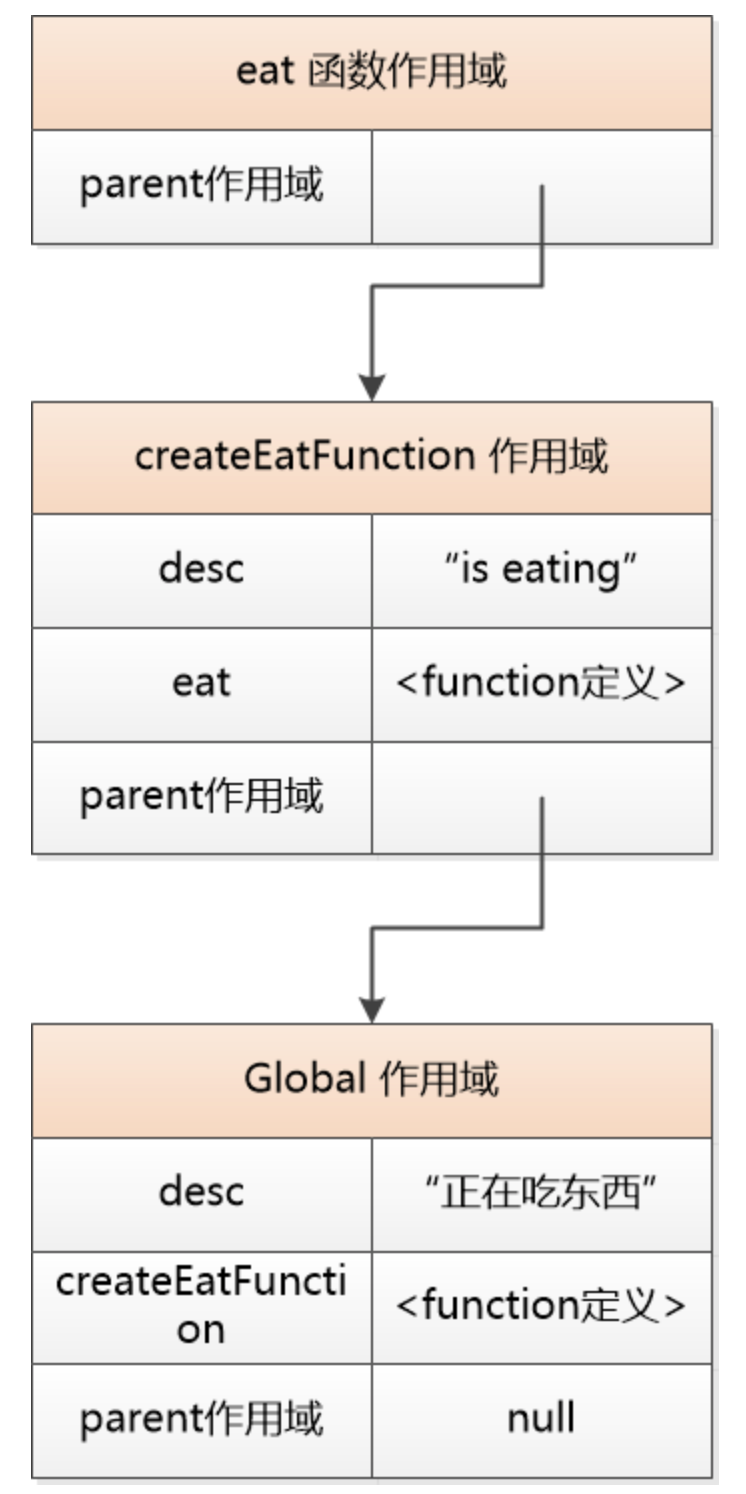 eat 函数作用域
parent作用域
createEatFunction 作用域
desc
“is eating”
eat
<function定义>
parent作用域
Global 作用域
desc
“正在吃东西”
createEatFuncti
on
<function定义>
parent作用域
null